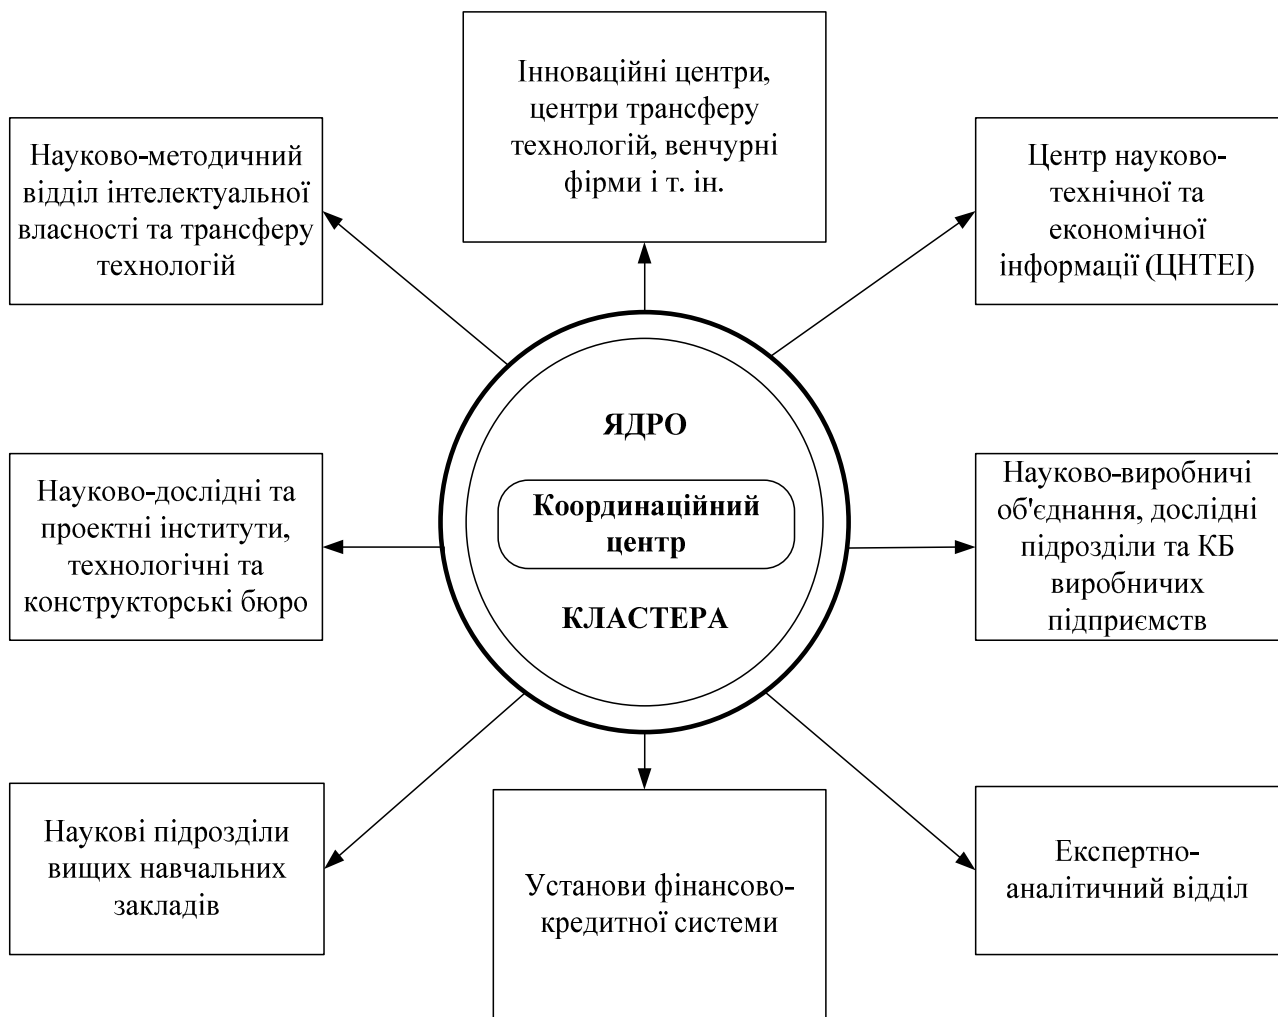 Інноваційні центри,
центри трансферу
технологій, венчурні
фірми і т. ін.
Науково-методичний
відділ інтелектуальної
власності та трансферу
технологій
Центр науково-
технічної та
економічної
інформації (ЦНТЕІ)
ЯДРО
Координаційний
центр
КЛАСТЕРА
Науково-дослідні та
проектні інститути,
технологічні та
конструкторські бюро
Науково-виробничі
об'єднання, дослідні
підрозділи та КБ
виробничих
підприємств
Наукові підрозділи
вищих навчальних
закладів
Установи фінансово-
кредитної системи
Експертно-
аналітичний відділ